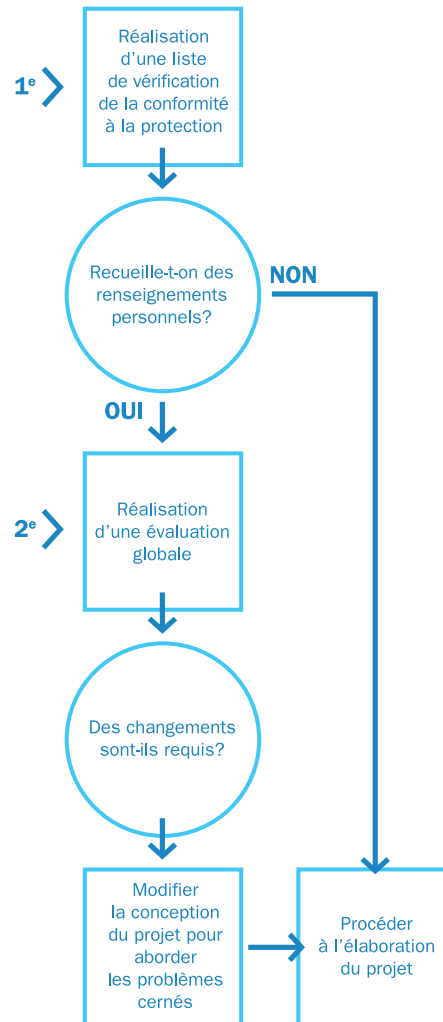 Réalisation
d'une liste
de vérification
de la conformité
à la protection
1e
Recueille-t-on des
renseignements
personnels?
NON
OUI
Réalisation
d'une évaluation
globale
2e
Des changements
sont-ils requis?
Modifier
la conception
du projet pour
aborder
les problèmes
cernés
Procéder
à l'élaboration
du projet